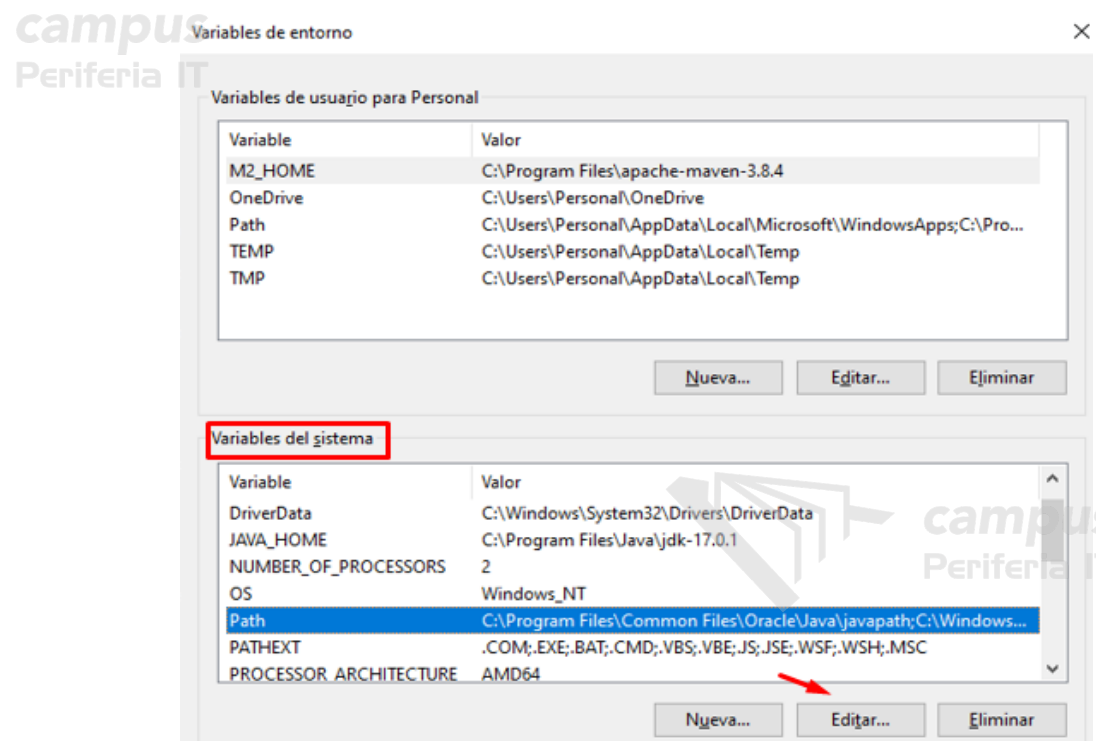 campus
Periferia IT
Variables de entorno
Variables de usuario para Personal
Variable Valor
M2_HOME C:\Program Files\apache-maven-3.8.4
OneDrive C:\Users\Personal\OneDrive
Path C:\Users\Personal\AppData\Local\Microsoft\WindowsApps;C:\Pro...
TEMP C:\Users\Personal\AppData\Local\Temp
TMP C:\Users\Personal\AppData\Local\Temp
Nueva... Editar... Eliminar
Variables del sistema
Variable Valor
DriverData C:\Windows\System32\Drivers\DriverData
JAVA_HOME C:\Program Files\Java\jdk-17.0.1
NUMBER_OF_PROCESSORS 2
OS Windows_NT
Path C:\Program Files\Common Files\Oracle\Java\javapath;C:\Windows...
PATHEXT .COM;.EXE;.BAT;.CMD;.VBS;.VBE;.JS;.JSE;.WSF;.WSH;.MSC
PROCESSOR_ARCHITECTURE AMD64
campus
Periferia I
Nueva... Editar... Eliminar